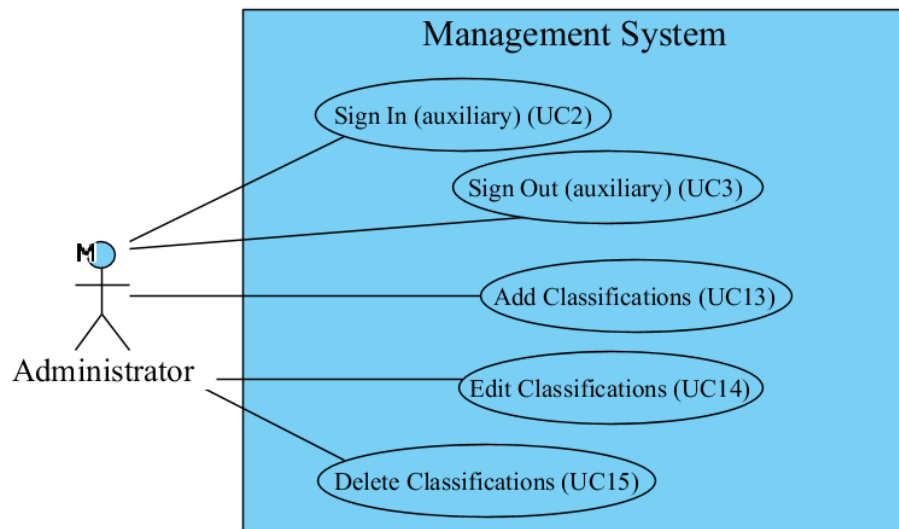 Management System
Sign In (auxiliary) (UC2)
Sign Out (auxiliary) (UC3)
M
Add Classifications (UC13)
Administrator
Edit Classifications (UC14)
Delete Classifications (UC15)